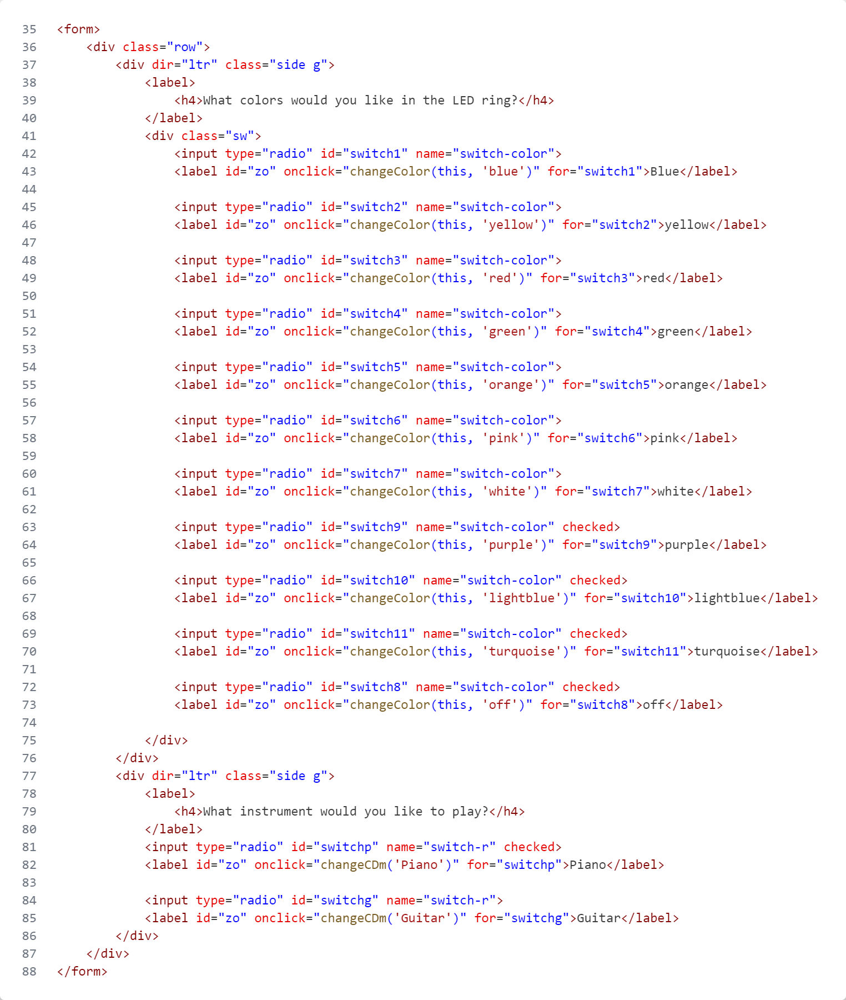 35 <form>
36     <div class="row">
37         <div dir="ltr" class="side g">
38             <label>
39                 <h4>What colors would you like in the LED ring?</h4>
40             </label>
41             <div class="sw">
42                 <input type="radio" id="switch1" name="switch-color">
43                 <label id="zo" onclick="changeColor(this, 'blue')" for="switch1">Blue</label>
44
45                 <input type="radio" id="switch2" name="switch-color">
46                 <label id="zo" onclick="changeColor(this, 'yellow')" for="switch2">yellow</label>
47
48                 <input type="radio" id="switch3" name="switch-color">
49                 <label id="zo" onclick="changeColor(this, 'red')" for="switch3">red</label>
50
51                 <input type="radio" id="switch4" name="switch-color">
52                 <label id="zo" onclick="changeColor(this, 'green')" for="switch4">green</label>
53
54                 <input type="radio" id="switch5" name="switch-color">
55                 <label id="zo" onclick="changeColor(this, 'orange')" for="switch5">orange</label>
56
57                 <input type="radio" id="switch6" name="switch-color">
58                 <label id="zo" onclick="changeColor(this, 'pink')" for="switch6">pink</label>
59
60                 <input type="radio" id="switch7" name="switch-color">
61                 <label id="zo" onclick="changeColor(this, 'white')" for="switch7">white</label>
62
63                 <input type="radio" id="switch9" name="switch-color" checked>
64                 <label id="zo" onclick="changeColor(this, 'purple')" for="switch9">purple</label>
65
66                 <input type="radio" id="switch10" name="switch-color" checked>
67                 <label id="zo" onclick="changeColor(this, 'lightblue')" for="switch10">lightblue</label>
68
69                 <input type="radio" id="switch11" name="switch-color" checked>
70                 <label id="zo" onclick="changeColor(this, 'turquoise')" for="switch11">turquoise</label>
71
72                 <input type="radio" id="switch8" name="switch-color" checked>
73                 <label id="zo" onclick="changeColor(this, 'off')" for="switch8">off</label>
74
75             </div>
76         </div>
77         <div dir="ltr" class="side g">
78             <label>
79                 <h4>What instrument would you like to play?</h4>
80             </label>
81             <input type="radio" id="switchp" name="switch-r" checked>
82             <label id="zo" onclick="changeCDm('Piano')" for="switchp">Piano</label>
83
84             <input type="radio" id="switchg" name="switch-r">
85             <label id="zo" onclick="changeCDm('Guitar')" for="switchg">Guitar</label>
86         </div>
87     </div>
88 </form>